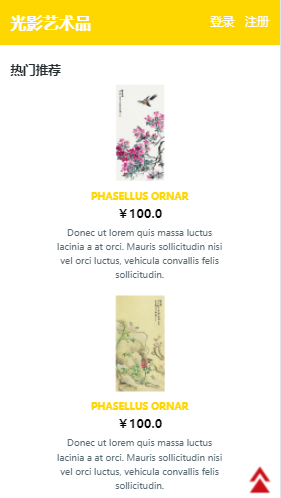 光影艺术品
登录 注册
热门推荐
PHASELLUS ORNAR
￥100.0
Donec ut lorem quis massa luctus
lacinia a at orci. Mauris sollicitudin nisi
vel orci luctus, vehicula convallis felis
sollicitudin.
PHASELLUS ORNAR
￥100.0
Donec ut lorem quis massa luctus
lacinia a at orci. Mauris sollicitudin nisi
vel orci luctus, vehicula convallis felis